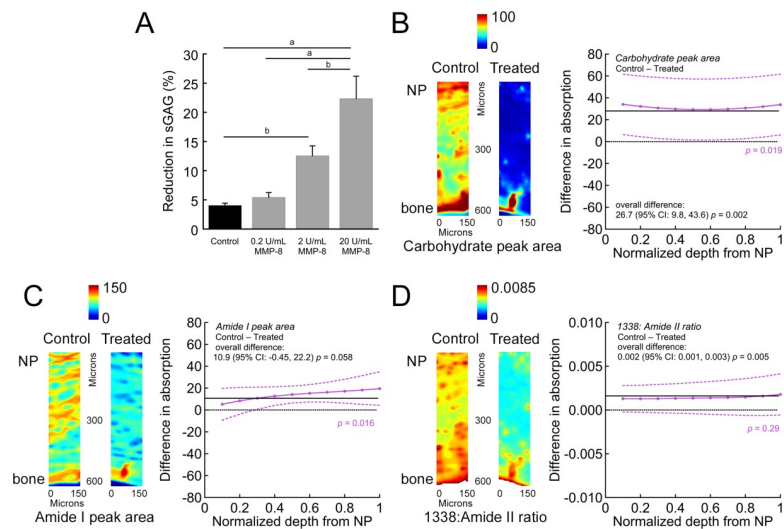 A
Reduction in sGAG (%)
30
25
20
15
10
5
0
a
a
b
b
Control
0.2 U/mL
MMP-8
2 U/mL
MMP-8
20 U/mL
MMP-8
B
100
0
Control
Treated
NP
bone
Microns
300
600
0
150
0
150
Microns
Carbohydrate peak area
Difference in absorption
80
60
40
20
0
-20
-40
-60
-80
Carbohydrate peak area
Control – Treated
p = 0.019
overall difference:
26.7 (95% CI: 9.8, 43.6) p = 0.002
0
0.2
0.4
0.6
0.8
1
Normalized depth from NP
C
150
0
Control
Treated
NP
bone
Microns
300
600
0
150
0
150
Microns
Amide I peak area
Difference in absorption
80
60
40
20
0
-20
-40
-60
-80
Amide I peak area
Control – Treated
overall difference:
10.9 (95% CI: -0.45, 22.2) p = 0.058
p = 0.016
0
0.2
0.4
0.6
0.8
1
Normalized depth from NP
D
0.0085
0
Control
Treated
NP
bone
Microns
300
600
0
150
0
150
Microns
1338:Amide II ratio
Difference in absorption
0.010
0.005
0.000
-0.005
-0.010
1338: Amide II ratio
Control – Treated
overall difference:
0.002 (95% CI: 0.001, 0.003) p = 0.005
p = 0.29
0
0.2
0.4
0.6
0.8
1
Normalized depth from NP